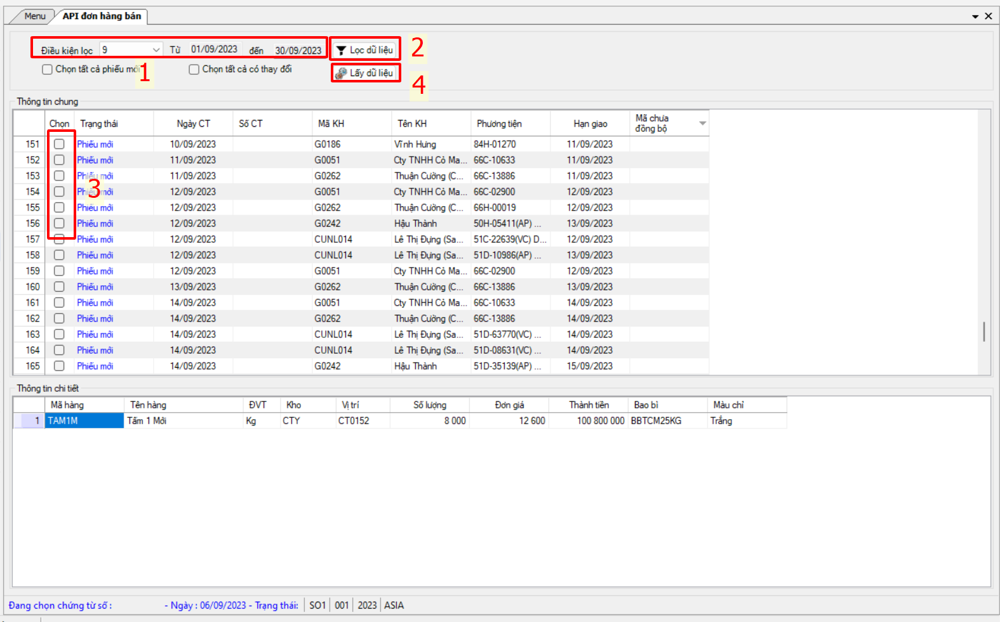 Menu API đơn hàng bán
Điều kiện lọc 9 Từ 01/09/2023 đến 30/09/2023 Lọc dữ liệu 2
Chọn tất cả phiếu mới 1 Chọn tất cả có thay đổi Lấy dữ liệu 4
Thông tin chung
Chọn Trạng thái Ngày CT Số CT Mã KH Tên KH Phương tiện Hạn giao Mã chưa đồng bộ
151 Phiếu mới 10/09/2023 G0186 Vĩnh Hưng 84H-01270 11/09/2023
152 Phiếu mới 11/09/2023 G0051 Cty TNHH Cỏ Ma... 66C-10633 11/09/2023
153 Phiếu mới 11/09/2023 G0262 Thuận Cường (C... 66C-13886 11/09/2023
3
154 Phiếu mới 12/09/2023 G0051 Cty TNHH Cỏ Ma... 66C-02900 12/09/2023
155 Phiếu mới 12/09/2023 G0262 Thuận Cường (C... 66H-00019 12/09/2023
156 Phiếu mới 12/09/2023 G0242 Hậu Thành 50H-05411(AP) ... 13/09/2023
157 Phiếu mới 12/09/2023 CUNL014 Lê Thị Đựng (Sa... 51C-22639(VC) D... 12/09/2023
158 Phiếu mới 12/09/2023 CUNL014 Lê Thị Đựng (Sa... 51D-10986(AP) ... 13/09/2023
159 Phiếu mới 12/09/2023 G0051 Cty TNHH Cỏ Ma... 66C-02900 12/09/2023
160 Phiếu mới 13/09/2023 G0262 Thuận Cường (C... 66C-13886 13/09/2023
161 Phiếu mới 14/09/2023 G0051 Cty TNHH Cỏ Ma... 66C-10633 14/09/2023
162 Phiếu mới 14/09/2023 G0262 Thuận Cường (C... 66C-13886 14/09/2023
163 Phiếu mới 14/09/2023 CUNL014 Lê Thị Đựng (Sa... 51D-63770(VC) ... 14/09/2023
164 Phiếu mới 14/09/2023 CUNL014 Lê Thị Đựng (Sa... 51D-08631(VC) ... 14/09/2023
165 Phiếu mới 14/09/2023 G0242 Hậu Thành 51D-35139(AP) ... 15/09/2023
Thông tin chi tiết
Mã hàng Tên hàng ĐVT Kho Vị trí Số lượng Đơn giá Thành tiền Bao bì Màu chỉ
1 TAM1M Tấm 1 Mới Kg CTY CT0152 8 000 12 600 100 800 000 BBTCM25KG Trắng
Đang chọn chứng từ số : - Ngày : 06/09/2023 - Trạng thái: SO1 001 2023 ASIA